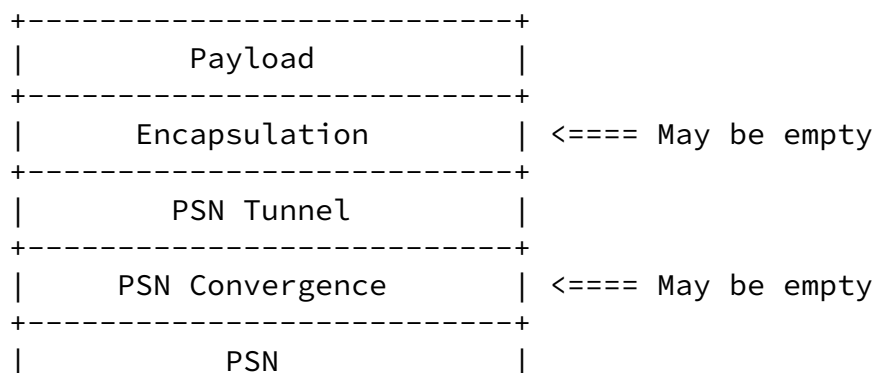 +---------------------------+
|          Payload          |
+---------------------------+
|       Encapsulation       | <==== May be empty
+---------------------------+
|         PSN Tunnel        |
+---------------------------+
|      PSN Convergence      | <==== May be empty
+---------------------------+
|            PSN            |